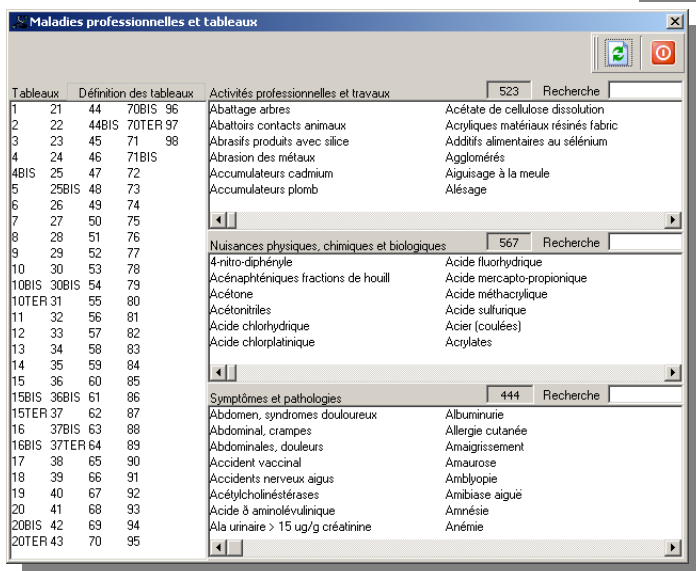 Maladies professionnelles et tableaux
Tableaux Définition des tableaux
1 21 44 70BIS 96
2 22 44BIS 70TER 97
3 23 45 71 98
4 24 46 71BIS
4BIS 25 47 72
5 25BIS 48 73
6 26 49 74
7 27 50 75
8 28 51 76
9 29 52 77
10 30 53 78
10BIS 30BIS 54 79
10TER 31 55 80
11 32 56 81
12 33 57 82
13 34 58 83
14 35 59 84
15 36 60 85
15BIS 36BIS 61 86
15TER 37 62 87
16 37BIS 63 88
16BIS 37TER 64 89
17 38 65 90
18 39 66 91
19 40 67 92
20 41 68 93
20BIS 42 69 94
20TER 43 70 95
Activités professionnelles et travaux 523 Recherche
Abattage arbres Acétate de cellulose dissolution
Abattoirs contacts animaux Acryliques matériaux résinés fabric
Abrasifs produits avec silice Additifs alimentaires au sélénium
Abrasion des métaux Agglomérés
Accumulateurs cadmium Aiguisage à la meule
Accumulateurs plomb Alésage
Nuisances physiques, chimiques et biologiques 567 Recherche
4-nitro-diphényle Acide fluorhydrique
Acénaphténiques fractions de houill Acide mercapto-propionique
Acétone Acide méthacrylique
Acétonitriles Acide sulfurique
Acide chlorhydrique Acier (coulées)
Acide chlorplatinique Acrylates
Symptômes et pathologies 444 Recherche
Abdomen, syndromes douloureux Albuminurie
Abdominal, crampes Allergie cutanée
Abdominales, douleurs Amaigrissement
Accident vaccinal Amaurose
Accidents nerveux aigus Amblyopie
Acétylcholinéstérases Amibiase aiguë
Acide ð aminolévulinique Amnésie
Ala urinaire > 15 ug/g créatinine Anémie